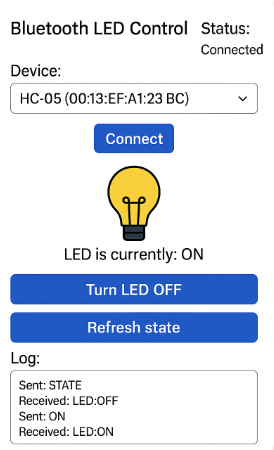 Bluetooth LED Control
Status:
Connected
Device:
HC-05 (00:13:EF:A1:23 BC)
Connect
LED is currently: ON
Turn LED OFF
Refresh state
Log:
Sent: STATE
Received: LED:OFF
Sent: ON
Received: LED:ON